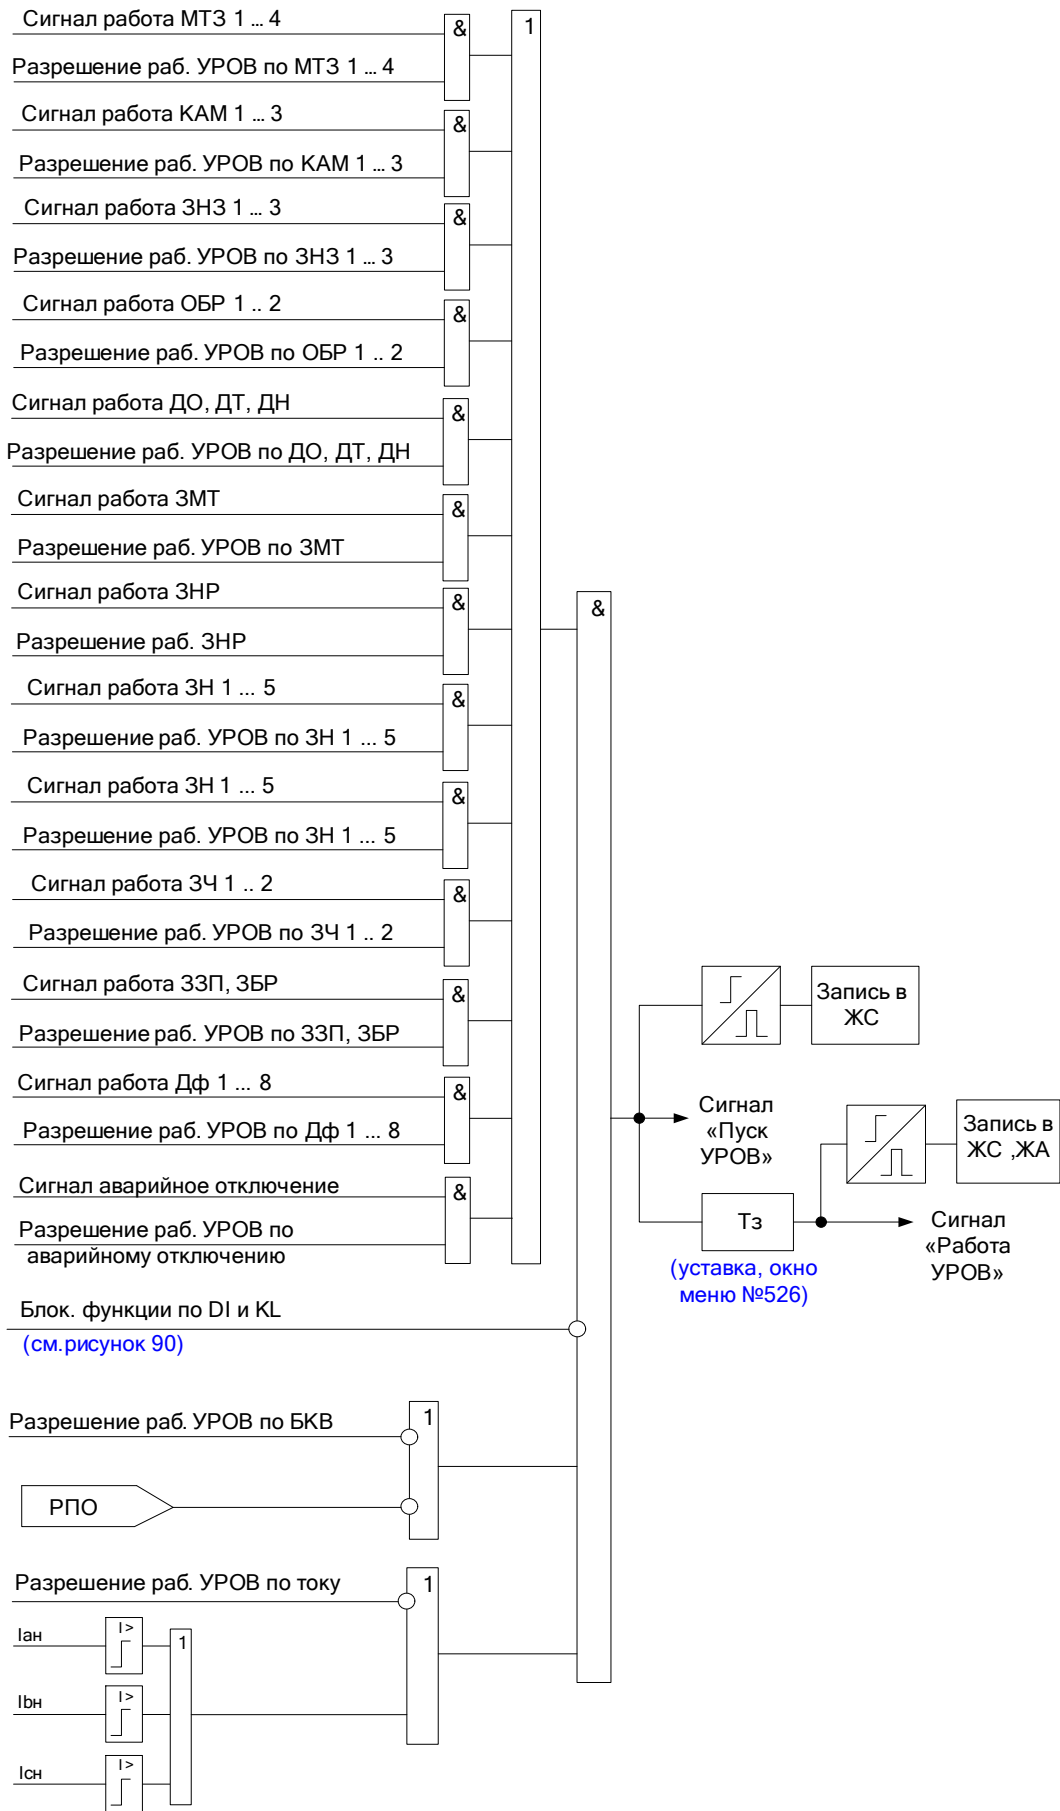 Сигнал работа МТЗ 1 ... 4
&
1
Разрешение раб. УРОВ по МТЗ 1 ... 4
Сигнал работа КАМ 1 ... 3
&
Разрешение раб. УРОВ по КАМ 1 ... 3
Сигнал работа ЗНЗ 1 ... 3
&
Разрешение раб. УРОВ по ЗНЗ 1 ... 3
Сигнал работа ОБР 1 .. 2
&
Разрешение раб. УРОВ по ОБР 1 .. 2
Сигнал работа ДО, ДТ, ДН
&
Разрешение раб. УРОВ по ДО, ДТ, ДН
Сигнал работа ЗМТ
&
Разрешение раб. УРОВ по ЗМТ
Сигнал работа ЗНР
&
&
Разрешение раб. ЗНР
Сигнал работа ЗН 1 ... 5
&
Разрешение раб. УРОВ по ЗН 1 ... 5
Сигнал работа ЗН 1 ... 5
&
Разрешение раб. УРОВ по ЗН 1 ... 5
Сигнал работа ЗЧ 1 .. 2
&
Разрешение раб. УРОВ по ЗЧ 1 .. 2
Сигнал работа ЗЗП, ЗБР
&
Разрешение раб. УРОВ по ЗЗП, ЗБР
Сигнал работа Дф 1 ... 8
&
Разрешение раб. УРОВ по Дф 1 ... 8
Сигнал аварийное отключение
&
Разрешение раб. УРОВ по
аварийному отключению
Запись в
ЖС
Сигнал
«Пуск
УРОВ»
Запись в
ЖС ,ЖА
Тз
(уставка, окно
меню №526)
Сигнал
«Работа
УРОВ»
Блок. функции по DI и KL
(см.рисунок 90)
Разрешение раб. УРОВ по БКВ
1
РПО
Разрешение раб. УРОВ по току
1
Iан
I >
1
Iвн
I >
Iсн
I >